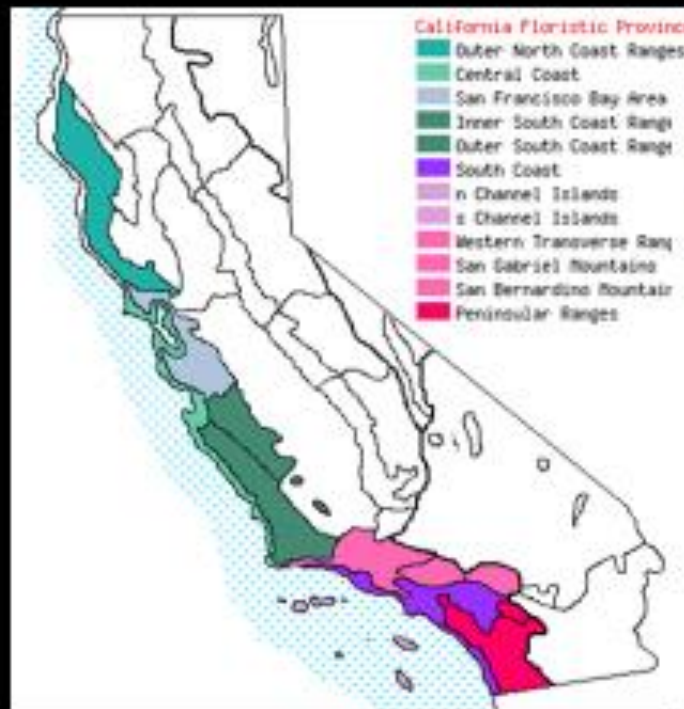 California Floristic Provinc
Outer North Coast Ranges
Central Coast
San Francisco Bay Area
Inner South Coast Range
Outer South Coast Range
South Coast
n Channel Islands
s Channel Islands
Western Transverse Rang
San Gabriel Mountains
San Bernardino Mountain
Peninsular Ranges